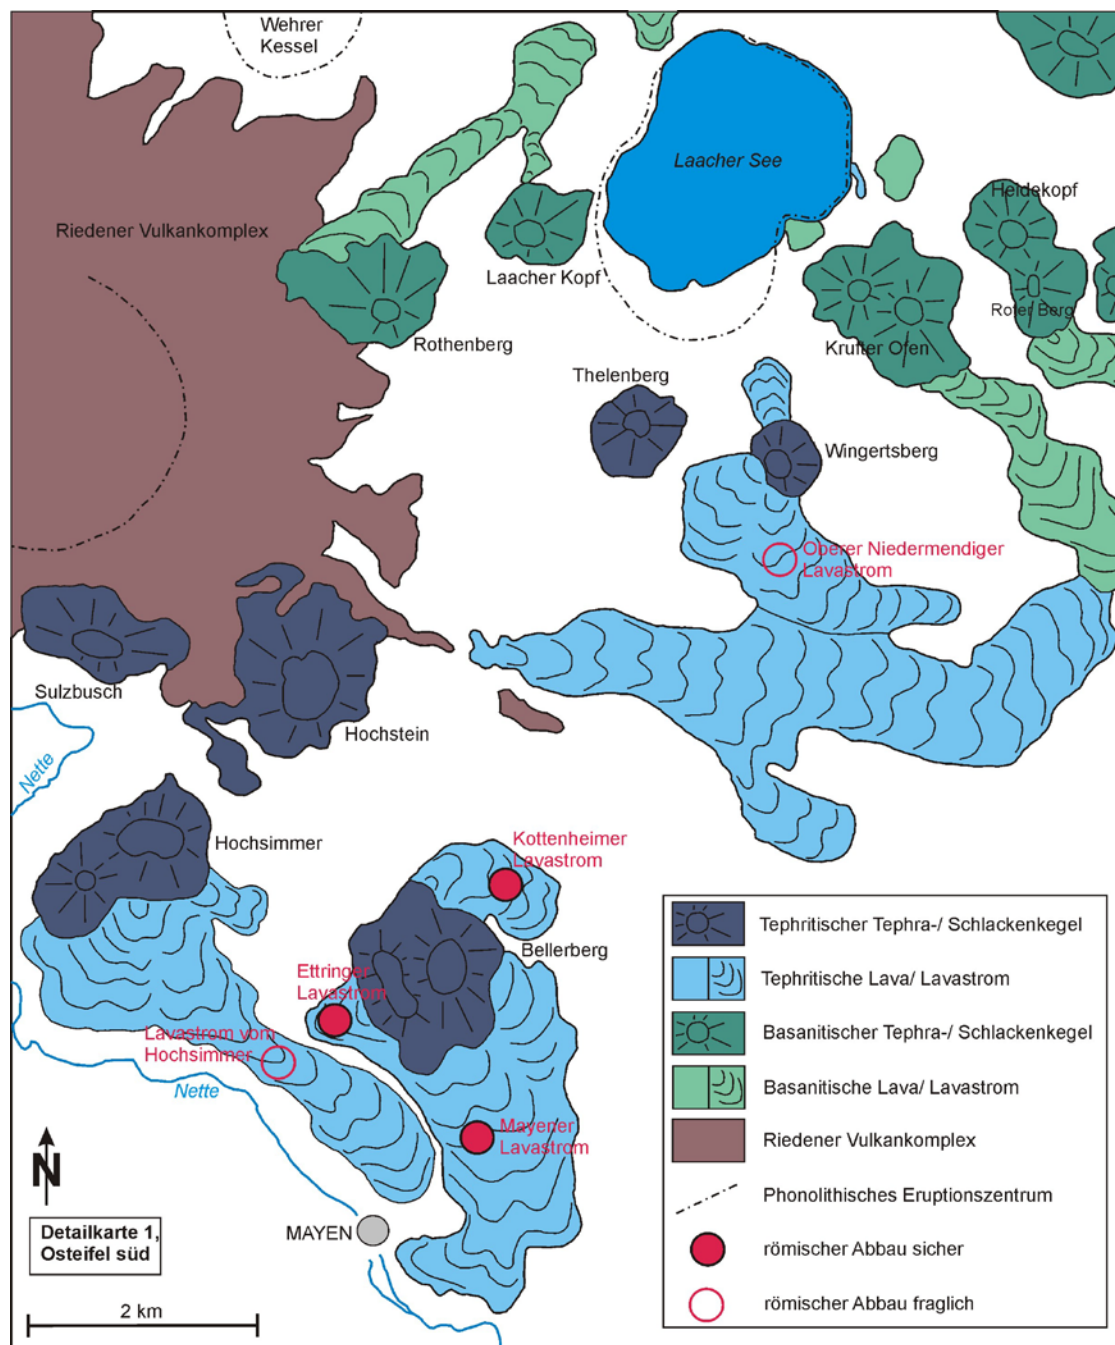 Wehrer
Kessel
Laacher See
Heidekopf
Riedener Vulkankomplex
Laacher Kopf
Roter Berg
Rothenberg
Krufter Ofen
Thelenberg
Wingertsberg
Oberer Niedermendiger
Lavastrom
Sulzbusch
Hochstein
Nette
Hochsimmer
Kottenheimer
Lavastrom
Bellerberg
Ettringer
Lavastrom
Lavastrom vom
Hochsimmer
Nette
Mayener
Lavastrom
MAYEN
N
Detailkarte 1,
Osteifel süd
2 km
Tephritischer Tephra-/ Schlackenkegel
Tephritische Lava/ Lavastrom
Basanitischer Tephra-/ Schlackenkegel
Basanitische Lava/ Lavastrom
Riedener Vulkankomplex
Phonolithisches Eruptionszentrum
römischer Abbau sicher
römischer Abbau fraglich